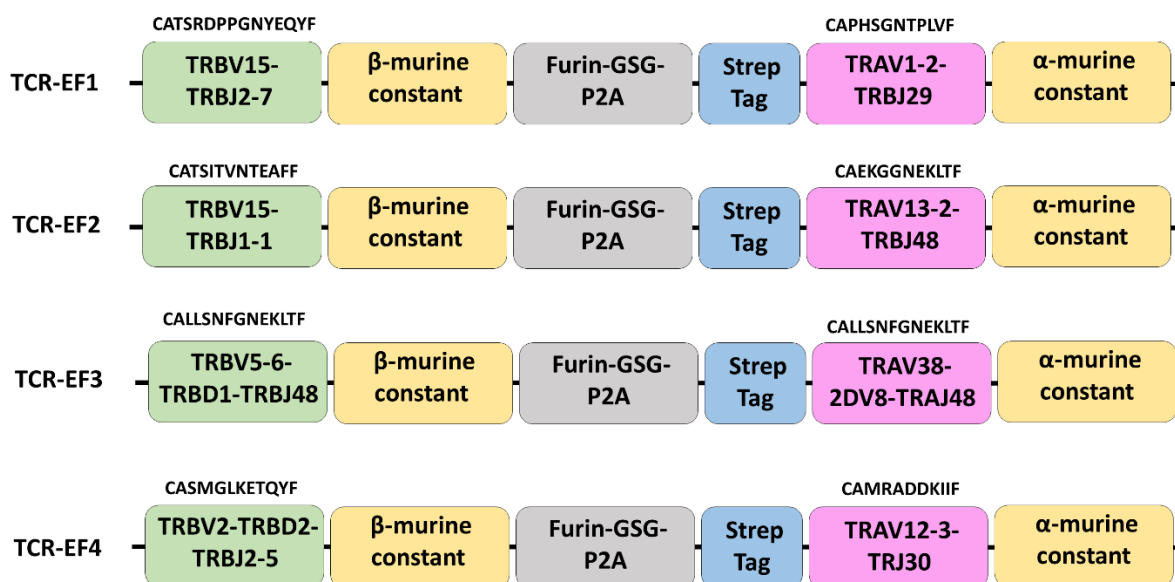 CATSRDPPGNYEQYF CAPHSGNTPLVF
TCR-EF1
TRBV15-
TRBJ2-7
β-murine
constant
Furin-GSG-
P2A
Strep
Tag
TRAV1-2-
TRBJ29
α-murine
constant
CATSITVNTEAFF CAEKGGNEKLTF
TCR-EF2
TRBV15-
TRBJ1-1
β-murine
constant
Furin-GSG-
P2A
Strep
Tag
TRAV13-2-
TRBJ48
α-murine
constant
CALLSNFGNEKLTF CALLSNFGNEKLTF
TCR-EF3
TRBV5-6-
TRBD1-TRBJ48
β-murine
constant
Furin-GSG-
P2A
Strep
Tag
TRAV38-
2DV8-TRAJ48
α-murine
constant
CASMGLKETQYF CAMRADDKIIF
TCR-EF4
TRBV2-TRBD2-
TRBJ2-5
β-murine
constant
Furin-GSG-
P2A
Strep
Tag
TRAV12-3-
TRJ30
α-murine
constant